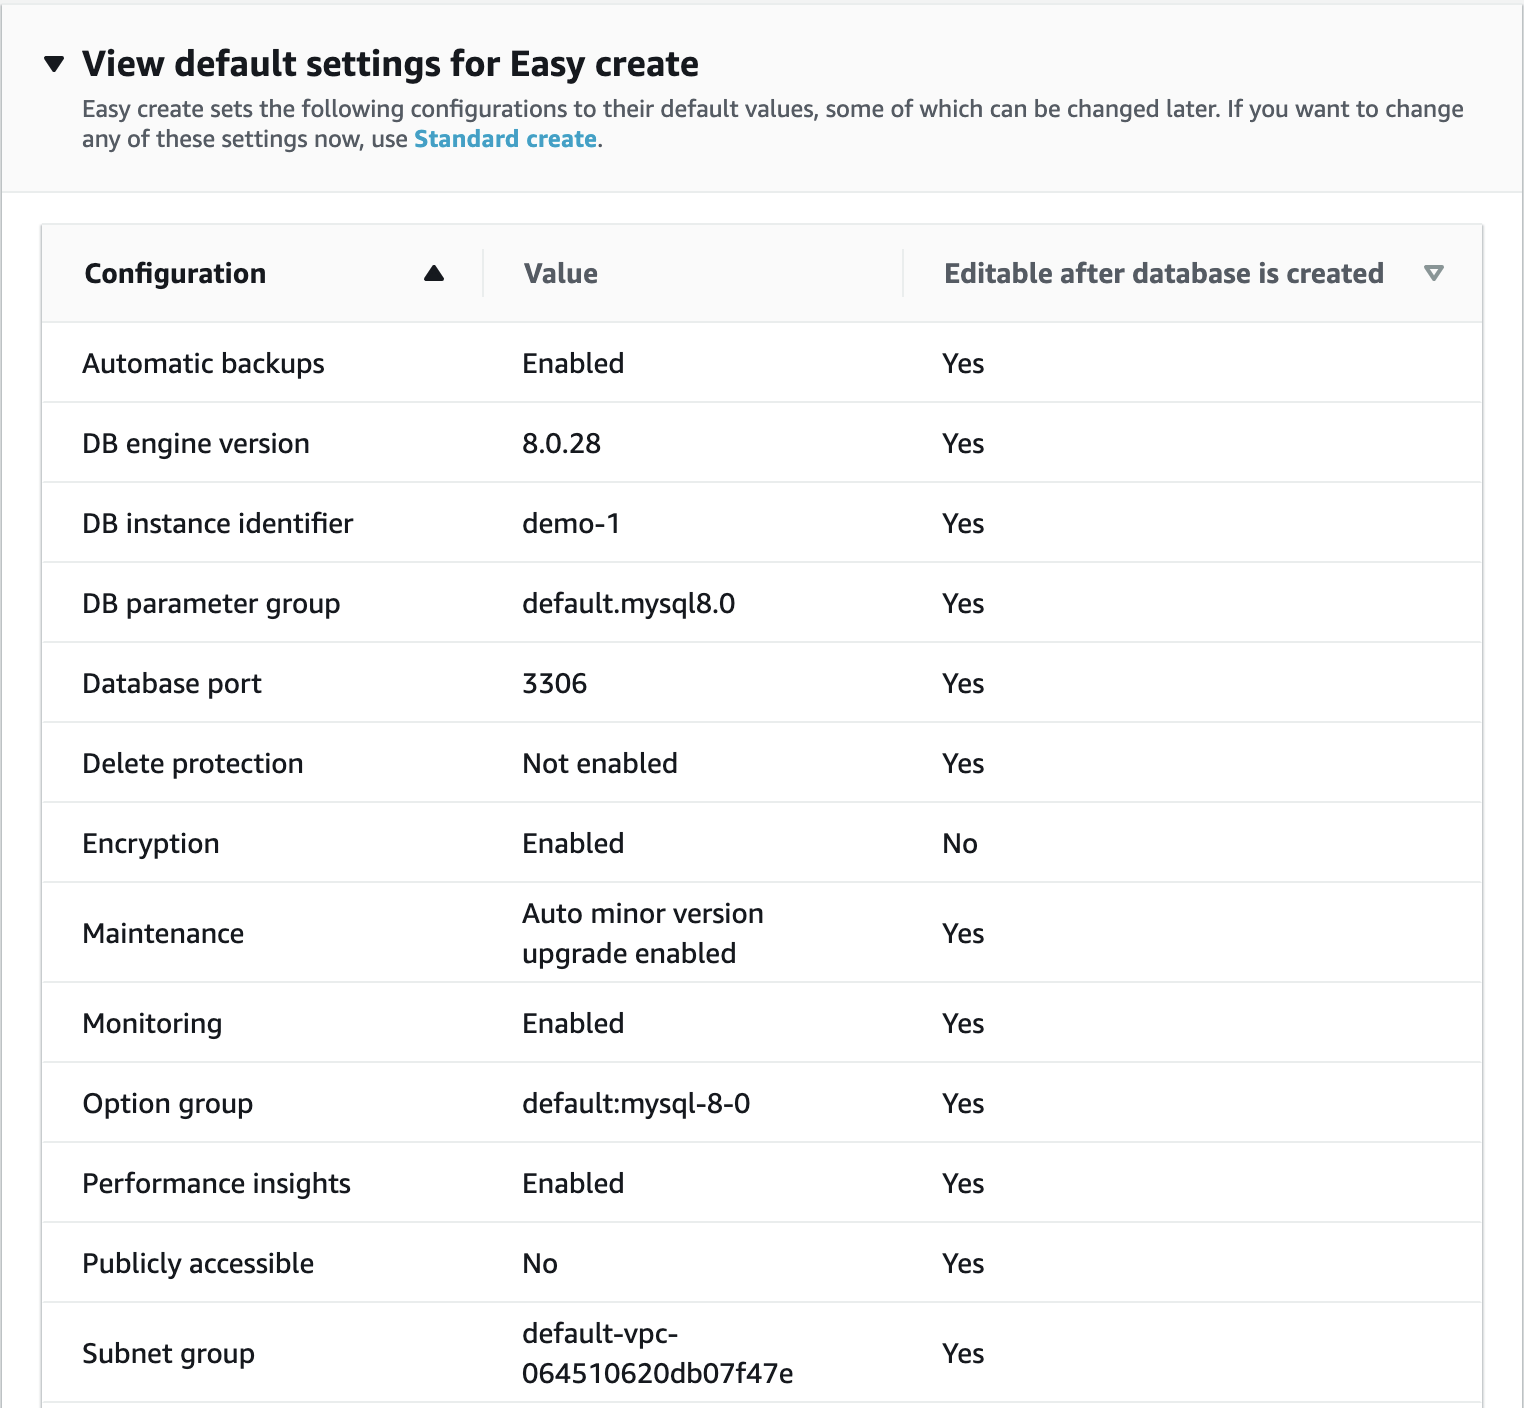 View default settings for Easy create
Easy create sets the following configurations to their default values, some of which can be changed later. If you want to change
any of these settings now, use Standard create.
Configuration Value Editable after database is created
Automatic backups Enabled Yes
DB engine version 8.0.28 Yes
DB instance identifier demo-1 Yes
DB parameter group default.mysql8.0 Yes
Database port 3306 Yes
Delete protection Not enabled Yes
Encryption Enabled No
Maintenance Auto minor version
upgrade enabled Yes
Monitoring Enabled Yes
Option group default:mysql-8-0 Yes
Performance insights Enabled Yes
Publicly accessible No Yes
Subnet group default-vpc-
064510620db07f47e Yes